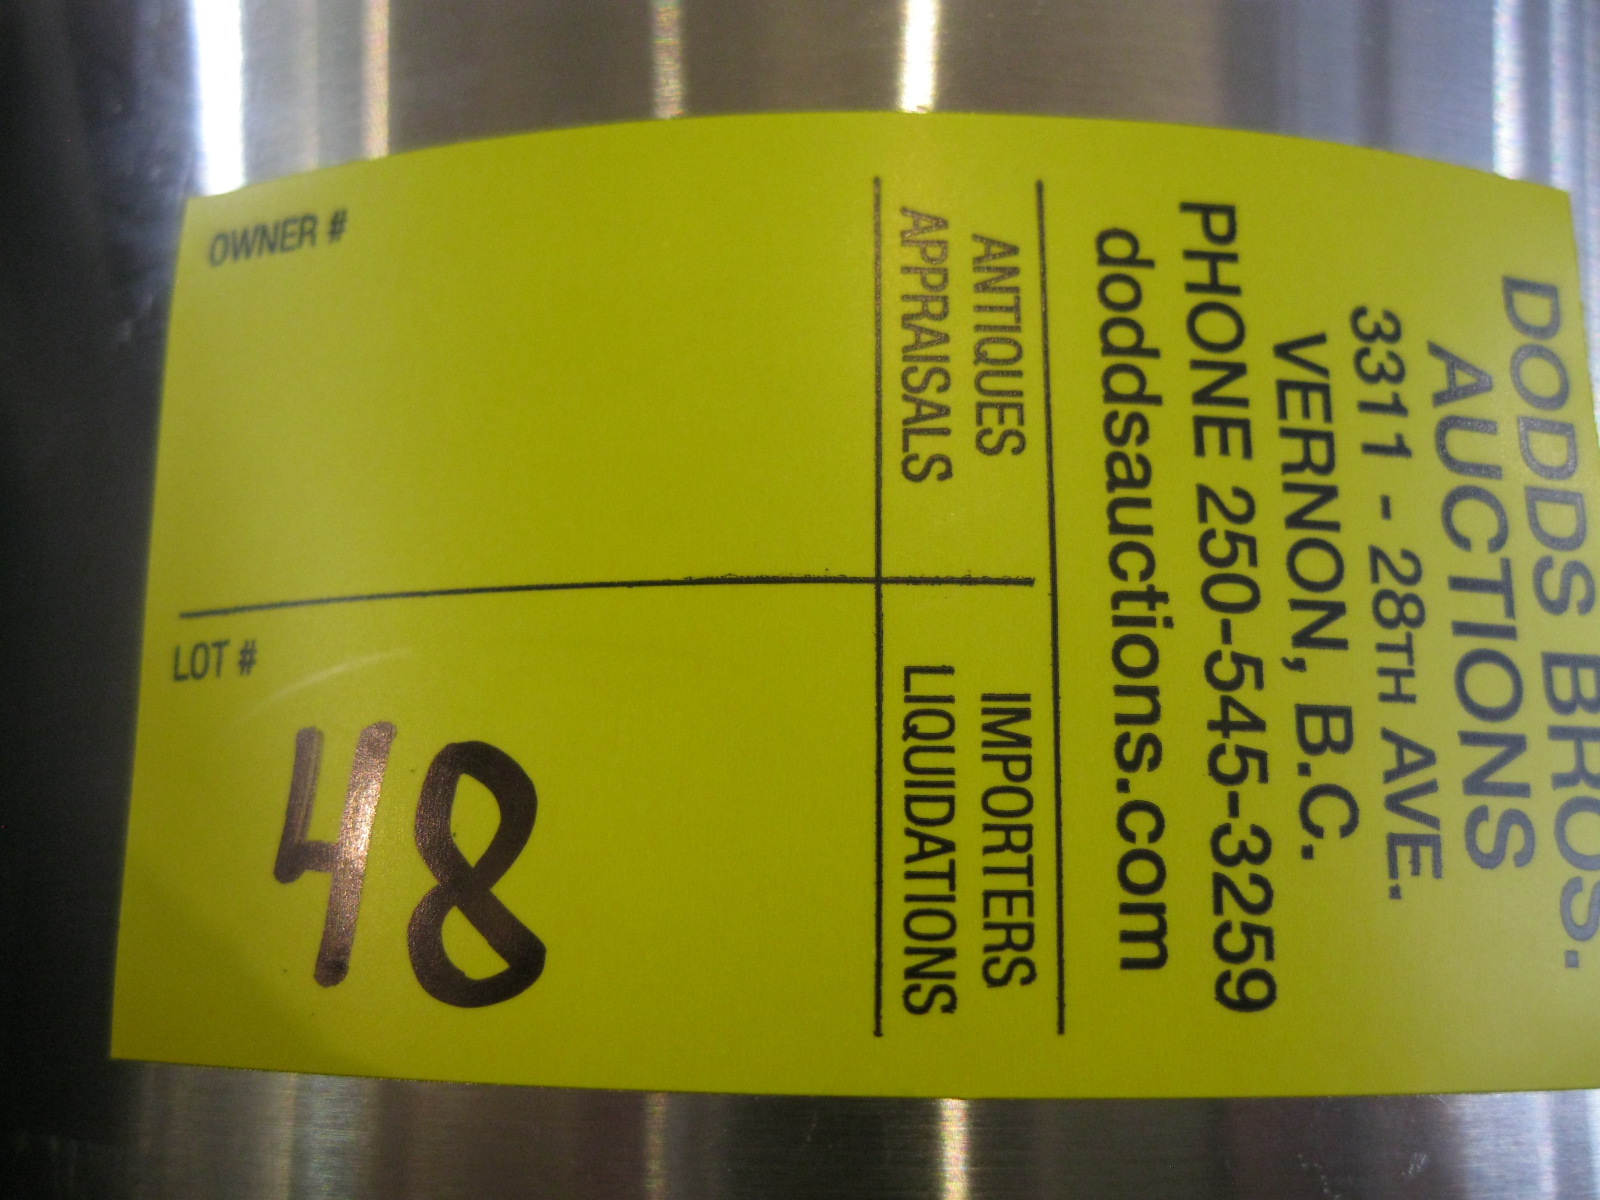 DODDS BROS.
AUCTIONS
3311 - 28TH AVE.
VERNON, B.C.
PHONE 250-545-3259
doddsauctions.com
ANTIQUES
APPRAISALS
IMPORTERS
LIQUIDATIONS
OWNER #
LOT #
48